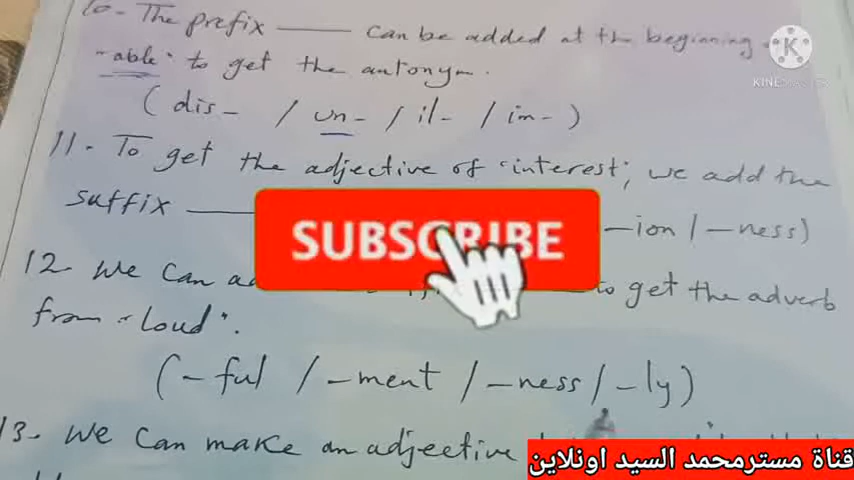 10- The prefix ——— can be added at the beginning
"able" to get the antonym.
(dis- / un- / il- / im-)
11- To get the adjective of "interest", we add the
suffix ——— -ion / -ness)
12- We can to get the adverb
from "loud".
(-ful / -ment / -ness / -ly)
13- We can make an adjective
SUBSCRIBE
قناة مسترمحمد السيد اونلاين